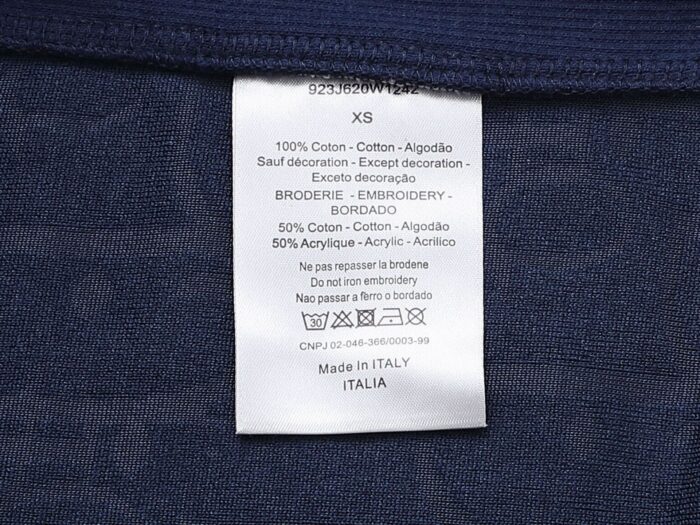 923J620W1242
XS
100% Coton - Cotton - Algodão
Sauf décoration - Except decoration -
Exceto decoração
BRODERIE - EMBROIDERY -
BORDADO
50% Coton - Cotton - Algodão
50% Acrylique - Acrylic - Acrilico
Ne pas repasser la brodene
Do not iron embroidery
Nao passar a ferro o bordado
30
CNPJ 02-046-366/0003-99
Made In ITALY
ITALIA